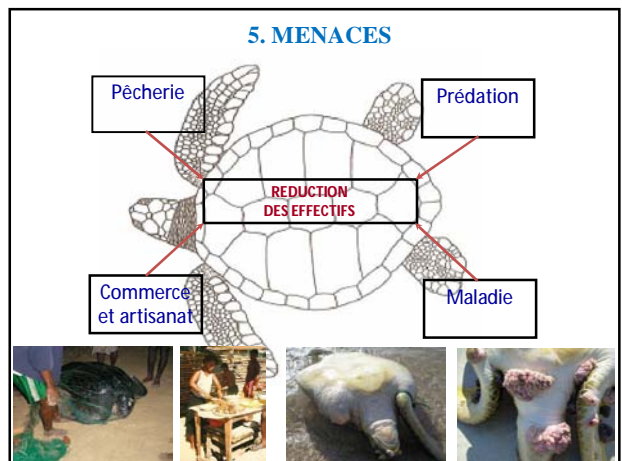 5. MENACES
Pêcherie
Prédation
REDUCTION
DES EFFECTIFS
Commerce
et artisanat
Maladie